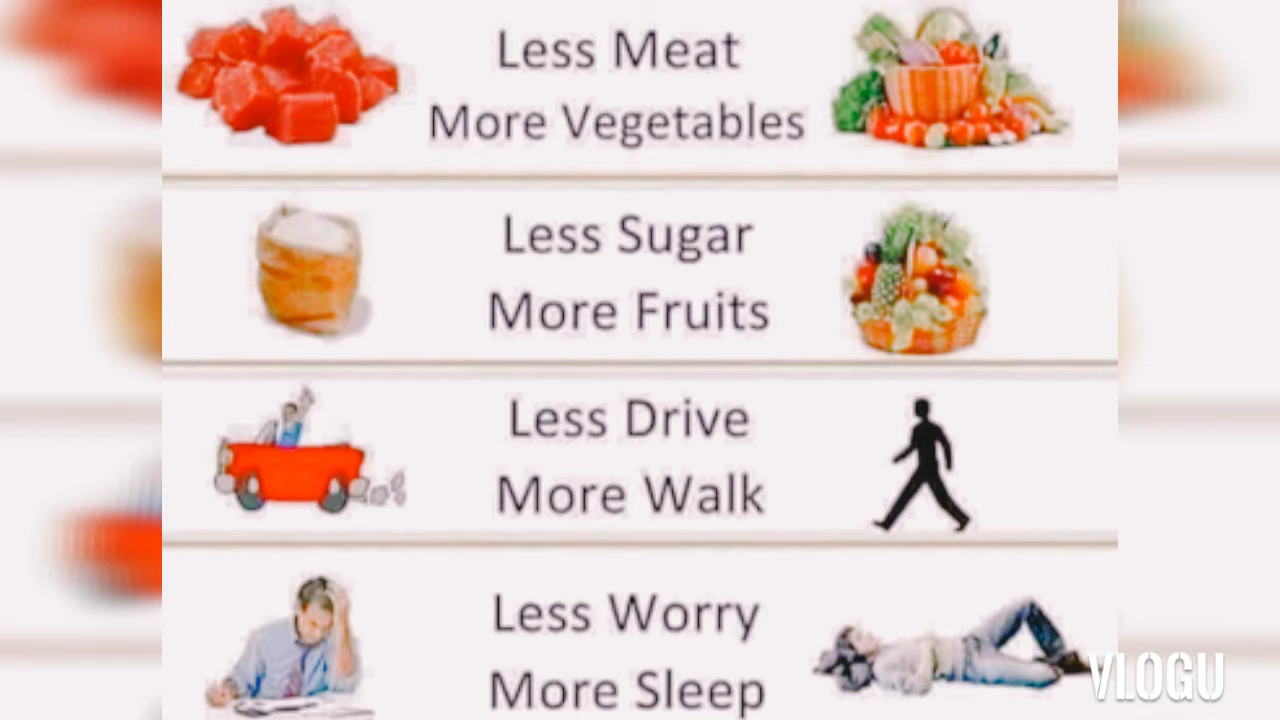 Less Meat
More Vegetables
Less Sugar
More Fruits
Less Drive
More Walk
Less Worry
More Sleep
VLOGU